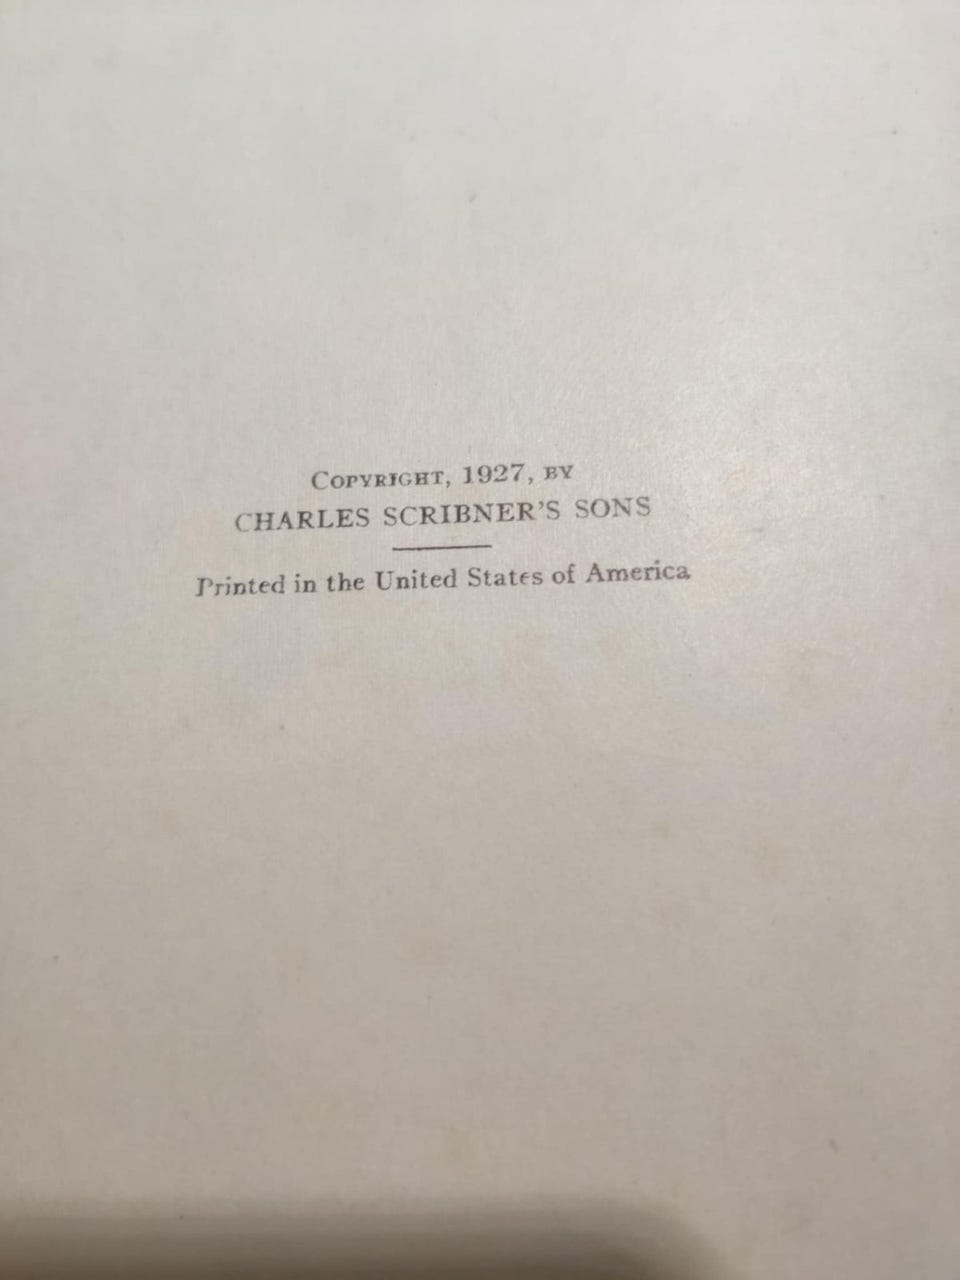 COPYRIGHT, 1927, BY
CHARLES SCRIBNER'S SONS
Printed in the United States of America